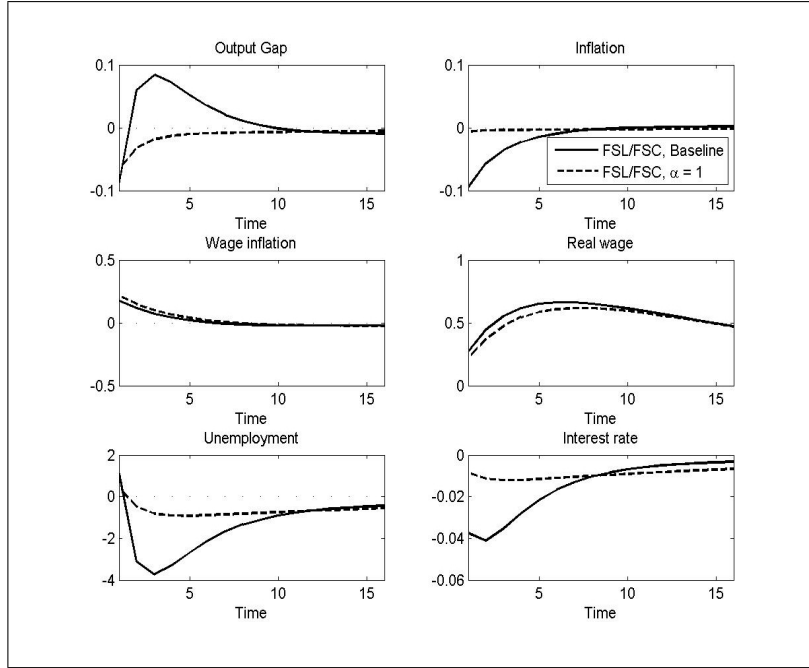 Output Gap
0.1
0
-0.1
5
10
15
Time
Inflation
0.1
0
-0.1
FSL/FSC, Baseline
FSL/FSC, α = 1
5
10
15
Time
Wage inflation
0.5
0
-0.5
5
10
15
Time
Real wage
1
0.5
0
5
10
15
Time
Unemployment
2
0
-2
-4
5
10
15
Time
Interest rate
0
-0.02
-0.04
-0.06
5
10
15
Time